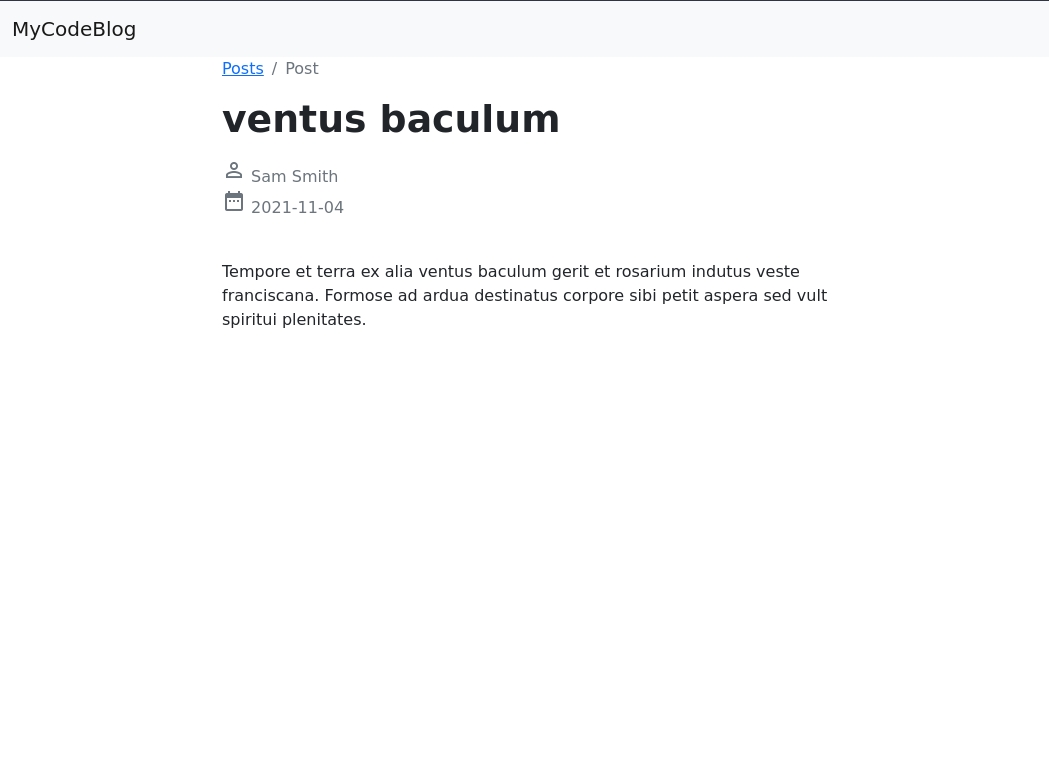 MyCodeBlog
Posts / Post
ventus baculum
Sam Smith
2021-11-04
Tempore et terra ex alia ventus baculum gerit et rosarium indutus veste
franciscana. Formose ad ardua destinatus corpore sibi petit aspera sed vult
spiritui plenitates.